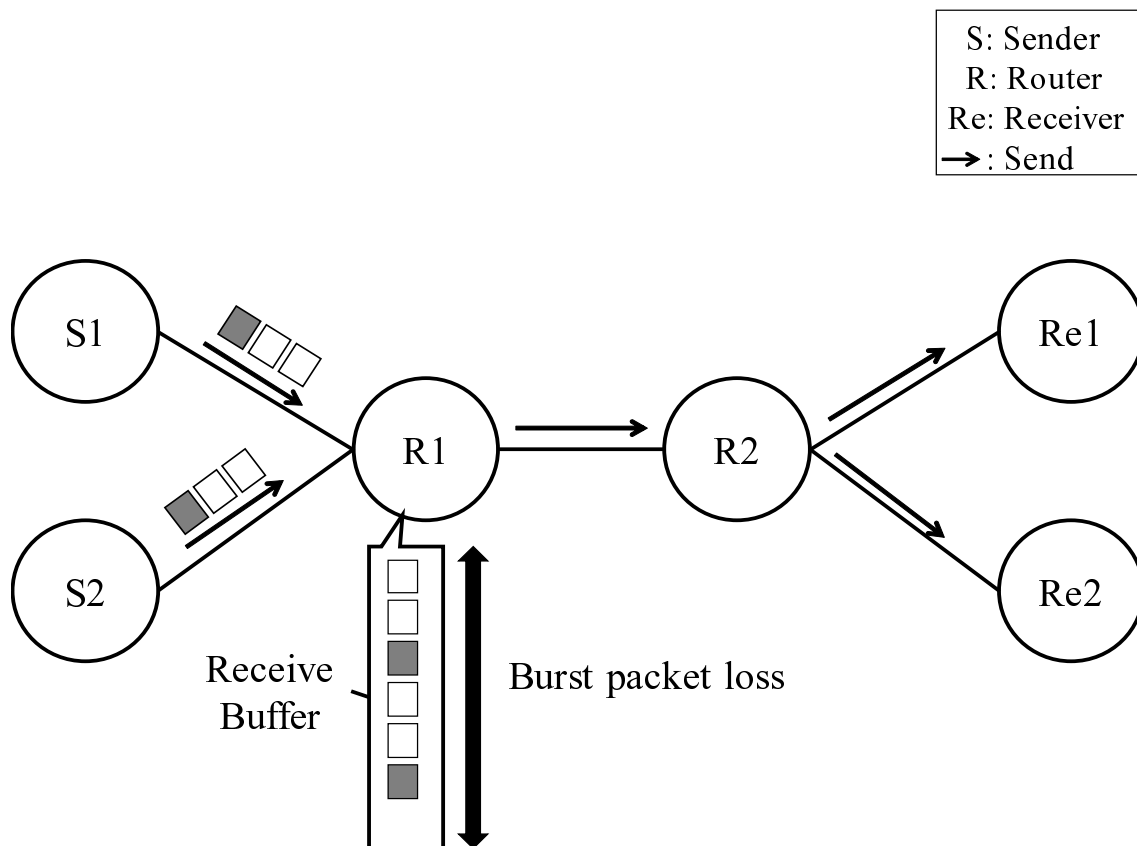 S: Sender
R: Router
Re: Receiver
: Send
S1
Re1
R1
R2
S2
Re2
Receive
Buffer
Burst packet loss